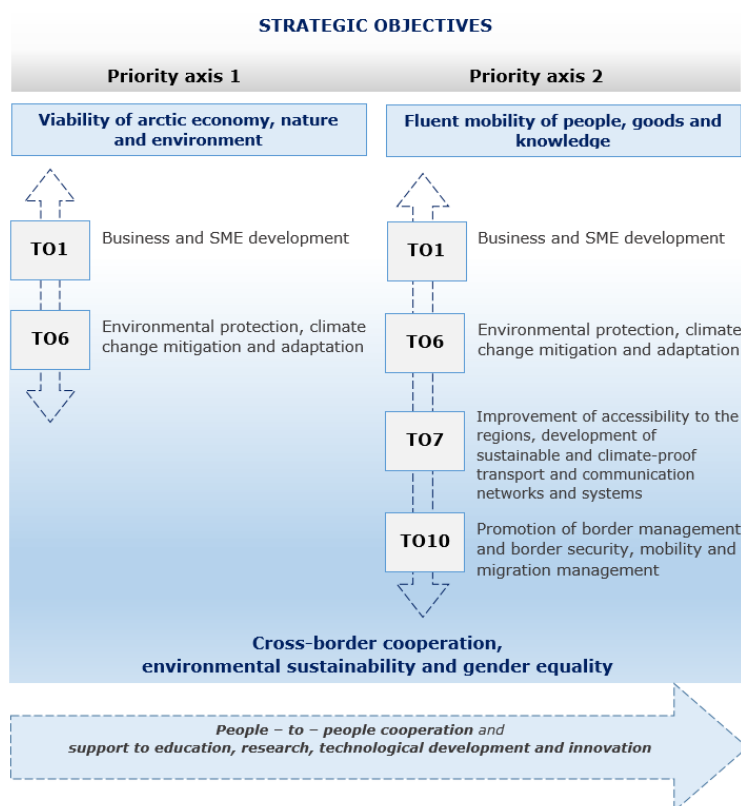 STRATEGIC OBJECTIVES
Priority axis 1
Priority axis 2
Viability of arctic economy, nature
and environment
Fluent mobility of people, goods and
knowledge
TO1
Business and SME development
TO6
Environmental protection, climate
change mitigation and adaptation
TO1
Business and SME development
TO6
Environmental protection, climate
change mitigation and adaptation
TO7
Improvement of accessibility to the
regions, development of
sustainable and climate-proof
transport and communication
networks and systems
TO10
Promotion of border management
and border security, mobility and
migration management
Cross-border cooperation,
environmental sustainability and gender equality
People – to – people cooperation and
support to education, research, technological development and innovation